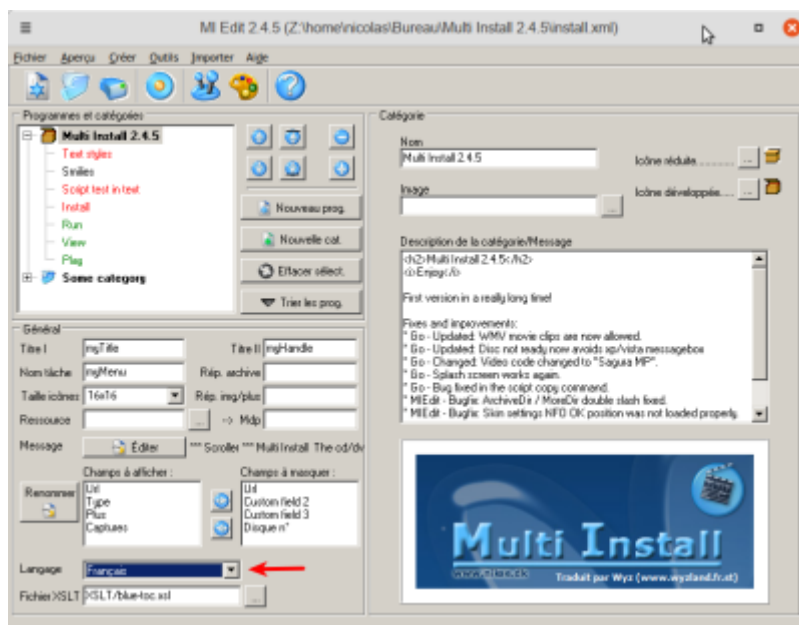 MI Edit 2.4.5 (Z:\home\nicolas\Bureau\Multi Install 2.4.5\install.xml)
Fichier Aperçu Créer Outils Importer Aide
Programmes et catégories
Multi Install 2.4.5
Text styles
Smilies
Script test in text
Install
Run
View
Play
Some category
Nouveau prog.
Nouvelle cat.
Effacer sélect.
Trier les prog.
Catégorie
Nom
Multi Install 2.4.5
Icône réduite............. ...
Image
...
Icône développée..... ...
Description de la catégorie/Message
<h2>Multi Install 2.4.5</h2>
<i>Enjoy</i>
First version in a really long time!
Fixes and improvements:
* Go - Updated: WMV movie clips are now allowed.
* Go - Updated: Disc not ready now avoids xp/vista messagebox
* Go - Changed: Video code changed to "Sagura MP".
* Go - Splash screen works again.
* Go - Bug fixed in the script copy command.
* MIEdit - Bugfix: ArchiveDir / MoreDir double slash fixed.
* MIEdit - Bugfix: Skin settings NFO OK position was not loaded properly.
Général
Titre I myTitle Titre II myHandle
Nom tâche myMenu Rép. archive
Taille icônes 16x16 Rép. img/plus
Ressource ... -> Mdp
Message Éditer *** Scroller *** Multi Install The cd/dv
Champs à afficher : Champs à masquer :
Renommer
Url
Type
Plus
Captures
Url
Custom field 2
Custom field 3
Disque n°
Langage Français
Fichier XSLT XSLT/blue-toc.xsl ...
Multi Install
Traduit par Wyz (www.wyzland.fr.st)